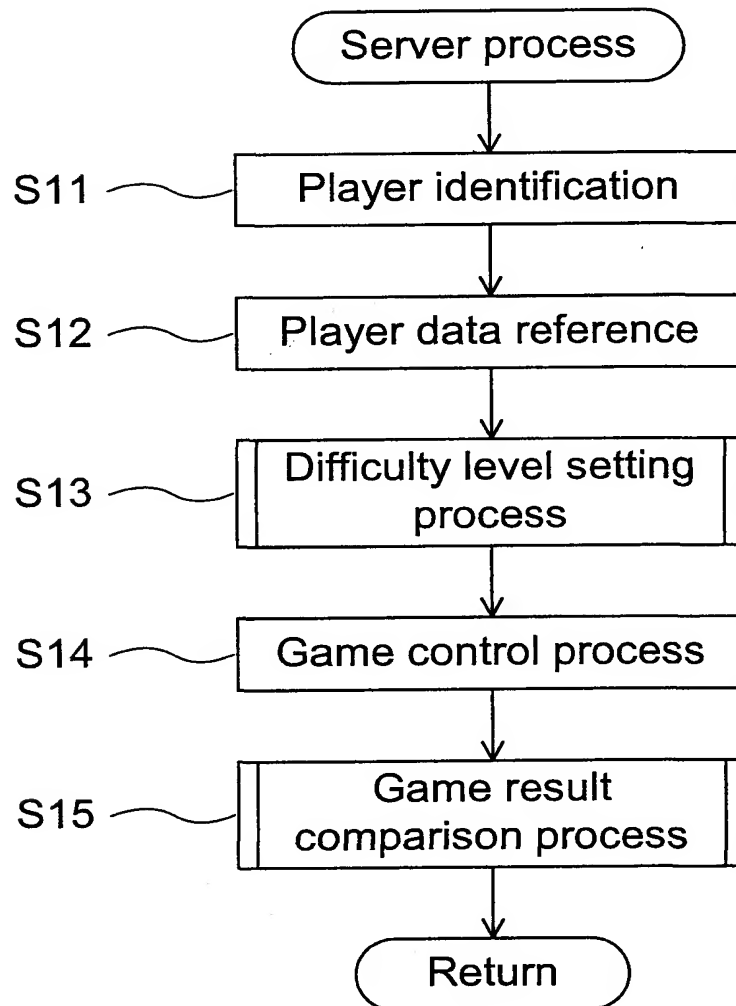 Server process
S11 Player identification
S12 Player data reference
S13 Difficulty level setting
process
S14 Game control process
S15 Game result
comparison process
Return